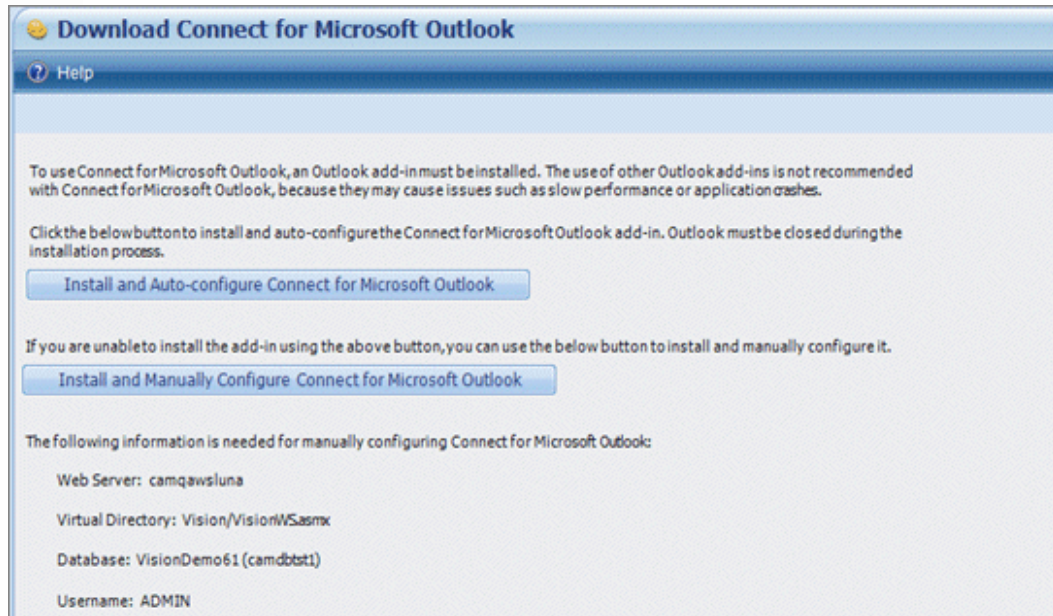 Download Connect for Microsoft Outlook
Help
To use Connect for Microsoft Outlook, an Outlook add-in must be installed. The use of other Outlook add-ins is not recommended
with Connect for Microsoft Outlook, because they may cause issues such as slow performance or application crashes.
Click the below button to install and auto-configure the Connect for Microsoft Outlook add-in. Outlook must be closed during the
installation process.
Install and Auto-configure Connect for Microsoft Outlook
If you are unable to install the add-in using the above button, you can use the below button to install and manually configure it.
Install and Manually Configure Connect for Microsoft Outlook
The following information is needed for manually configuring Connect for Microsoft Outlook:
Web Server: camqawsluna
Virtual Directory: Vision/VisionWS.asmx
Database: VisionDemo61 (camdbtst1)
Username: ADMIN